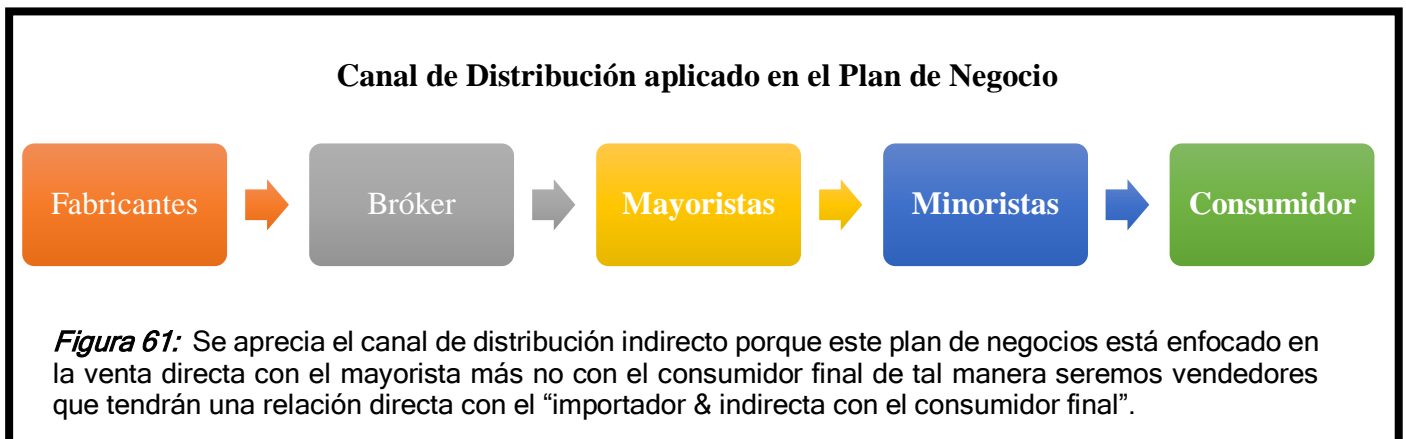 Canal de Distribución aplicado en el Plan de Negocio
Fabricantes
Bróker
Mayoristas
Minoristas
Consumidor
Figura 61: Se aprecia el canal de distribución indirecto porque este plan de negocios está enfocado en
la venta directa con el mayorista más no con el consumidor final de tal manera seremos vendedores
que tendrán una relación directa con el “importador & indirecta con el consumidor final”.